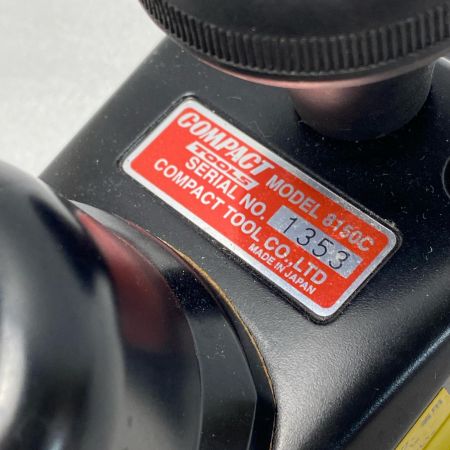 COMPACT MODEL 8150C
TOOLS
SERIAL NO. 1353
COMPACT TOOL CO.,LTD
MADE IN JAPAN